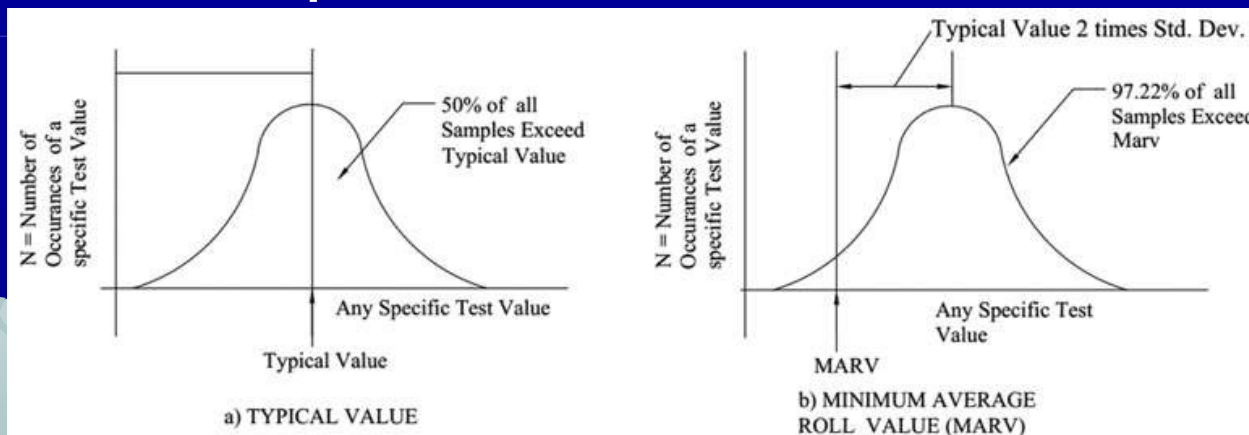 N = Number of
Occurances of a
specific Test Value
50% of all
Samples Exceed
Typical Value
Any Specific Test Value
Typical Value
a) TYPICAL VALUE
Typical Value 2 times Std. Dev.
N = Number of
Occurances of a
specific Test Value
97.22% of all
Samples Exceed
Marv
Any Specific Test
Value
MARV
b) MINIMUM AVERAGE
ROLL VALUE (MARV)